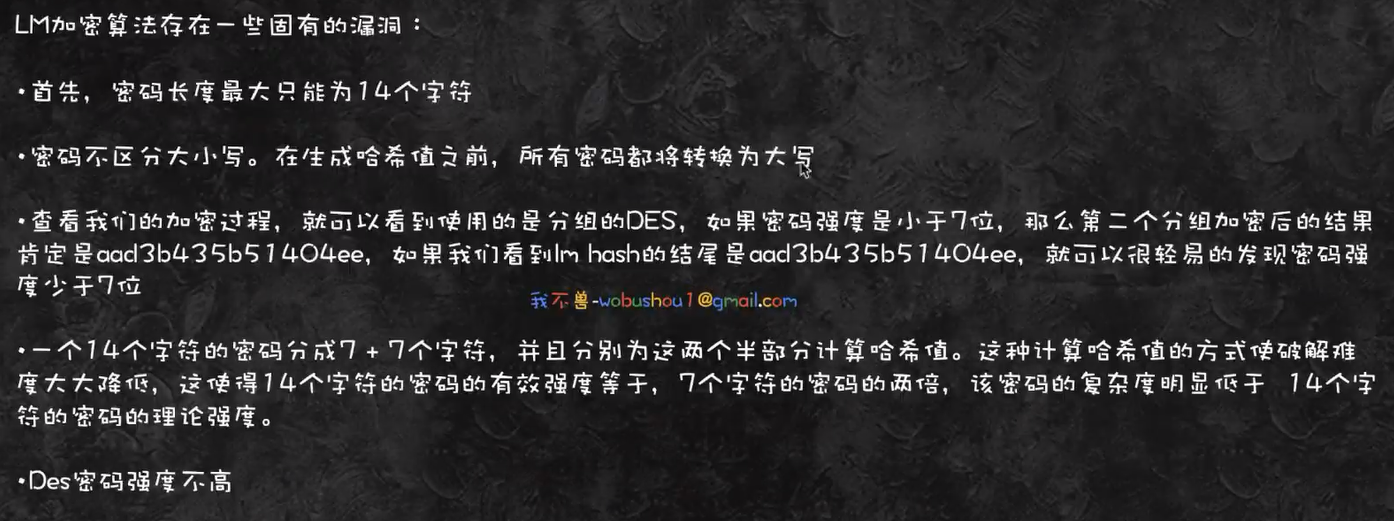 LM加密算法存在一些固有的漏洞：
·首先，密码长度最大只能为14个字符
·密码不区分大小写。在生成哈希值之前，所有密码都将转换为大写
·查看我们的加密过程，就可以看到使用的是分组的DES，如果密码强度是小于7位，那么第二个分组加密后的结果
肯定是aad3b435b51404ee，如果我们看到lm hash的结尾是aad3b435b51404ee，就可以很轻易的发现密码强
度少于7位
我不兽-wobushou1@gmail.com
·一个14个字符的密码分成7 + 7个字符，并且分别为这两个半部分计算哈希值。这种计算哈希值的方式使破解难
度大大降低，这使得14个字符的密码的有效强度等于，7个字符的密码的两倍，该密码的复杂度明显低于 14个字
符的密码的理论强度。
·Des密码强度不高